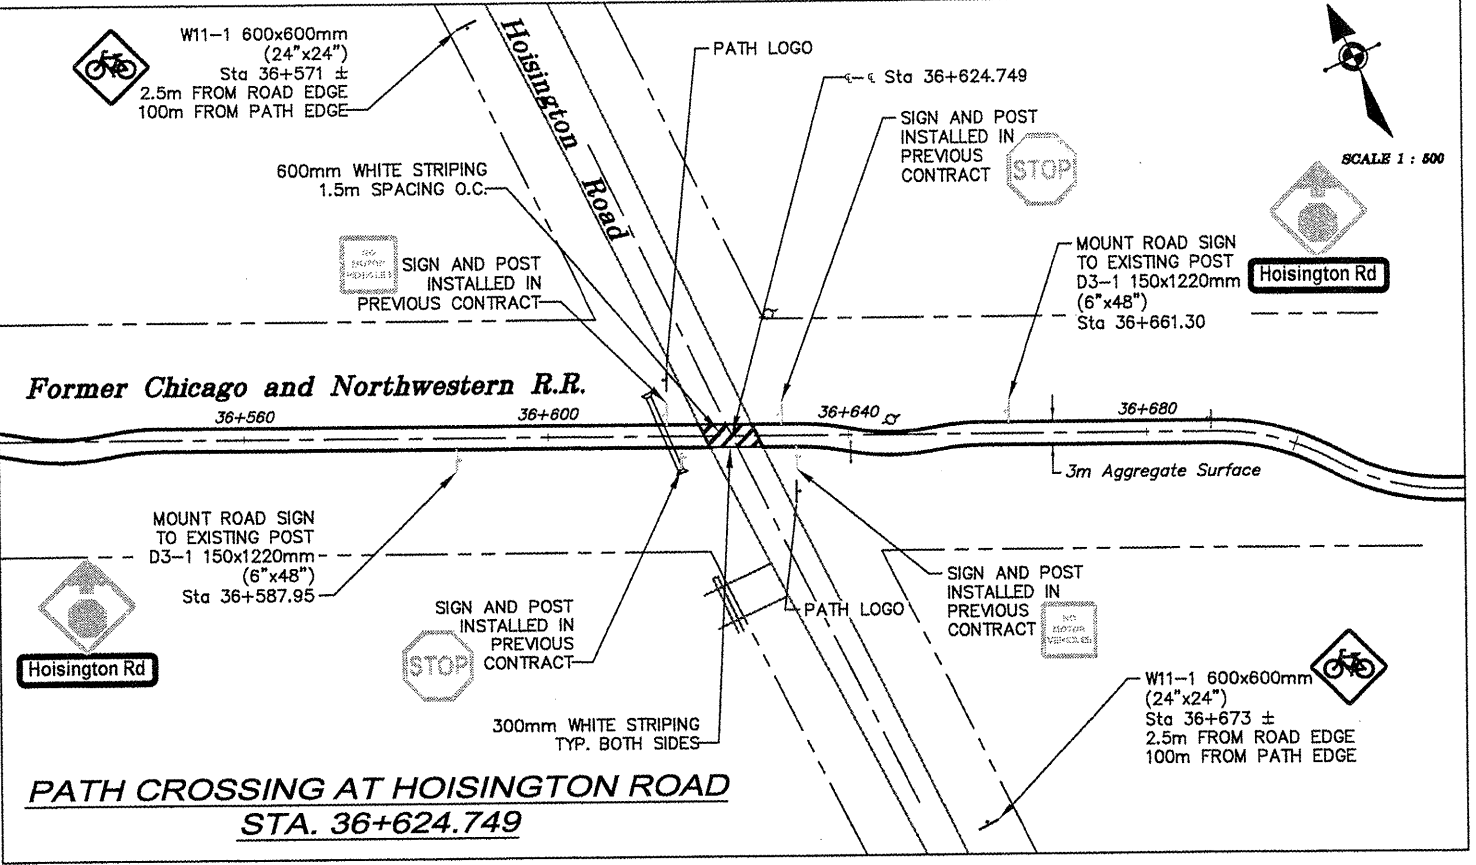 W11-1 600x600mm
(24"x24")
Sta 36+571 ±
2.5m FROM ROAD EDGE
100m FROM PATH EDGE
Hoisington Road
PATH LOGO
℄-℄ Sta 36+624.749
SIGN AND POST
INSTALLED IN
PREVIOUS
CONTRACT
STOP
SCALE 1 : 500
600mm WHITE STRIPING
1.5m SPACING O.C.
NO
MOTOR
VEHICLES
SIGN AND POST
INSTALLED IN
PREVIOUS CONTRACT
MOUNT ROAD SIGN
TO EXISTING POST
D3-1 150x1220mm
(6"x48")
Sta 36+661.30
Hoisington Rd
Former Chicago and Northwestern R.R.
36+560
36+600
36+640
36+680
3m Aggregate Surface
MOUNT ROAD SIGN
TO EXISTING POST
D3-1 150x1220mm
(6"x48")
Sta 36+587.95
Hoisington Rd
SIGN AND POST
INSTALLED IN
PREVIOUS
CONTRACT
STOP
PATH LOGO
SIGN AND POST
INSTALLED IN
PREVIOUS
CONTRACT
NO
MOTOR
VEHICLES
300mm WHITE STRIPING
TYP. BOTH SIDES
W11-1 600x600mm
(24"x24")
Sta 36+673 ±
2.5m FROM ROAD EDGE
100m FROM PATH EDGE
PATH CROSSING AT HOISINGTON ROAD
STA. 36+624.749